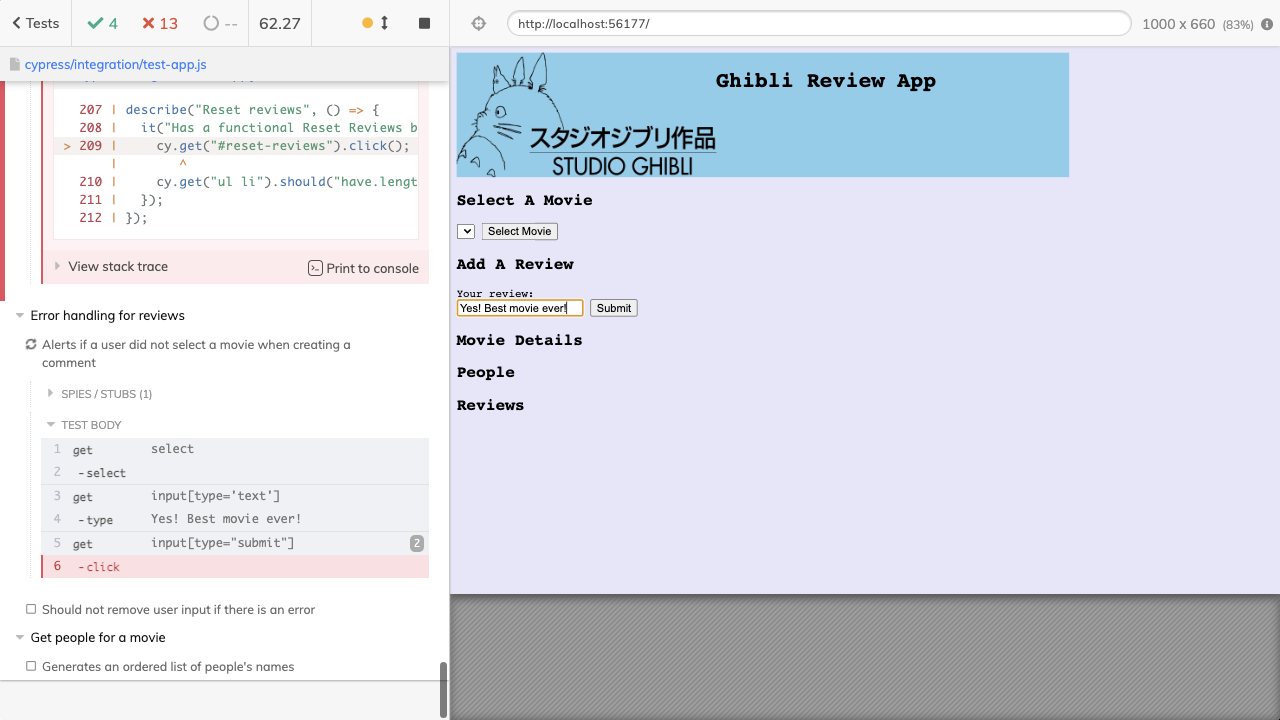 Tests
4
13
--
62.27
http://localhost:56177/
1000 x 660 (83%)
cypress/integration/test-app.js
207 | describe("Reset reviews", () => {
208 | it("Has a functional Reset Reviews b
> 209 | cy.get("#reset-reviews").click();
| ^
210 | cy.get("ul li").should("have.lengt
211 | });
212 | });
View stack trace
Print to console
Error handling for reviews
Alerts if a user did not select a movie when creating a
comment
SPIES / STUBS (1)
TEST BODY
1 get select
2 -select
3 get input[type='text']
4 -type Yes! Best movie ever!
5 get input[type="submit"] 2
6 -click
Should not remove user input if there is an error
Get people for a movie
Generates an ordered list of people's names
Ghibli Review App
スタジオジブリ作品
STUDIO GHIBLI
Select A Movie
Select Movie
Add A Review
Your review:
Yes! Best movie ever! Submit
Movie Details
People
Reviews